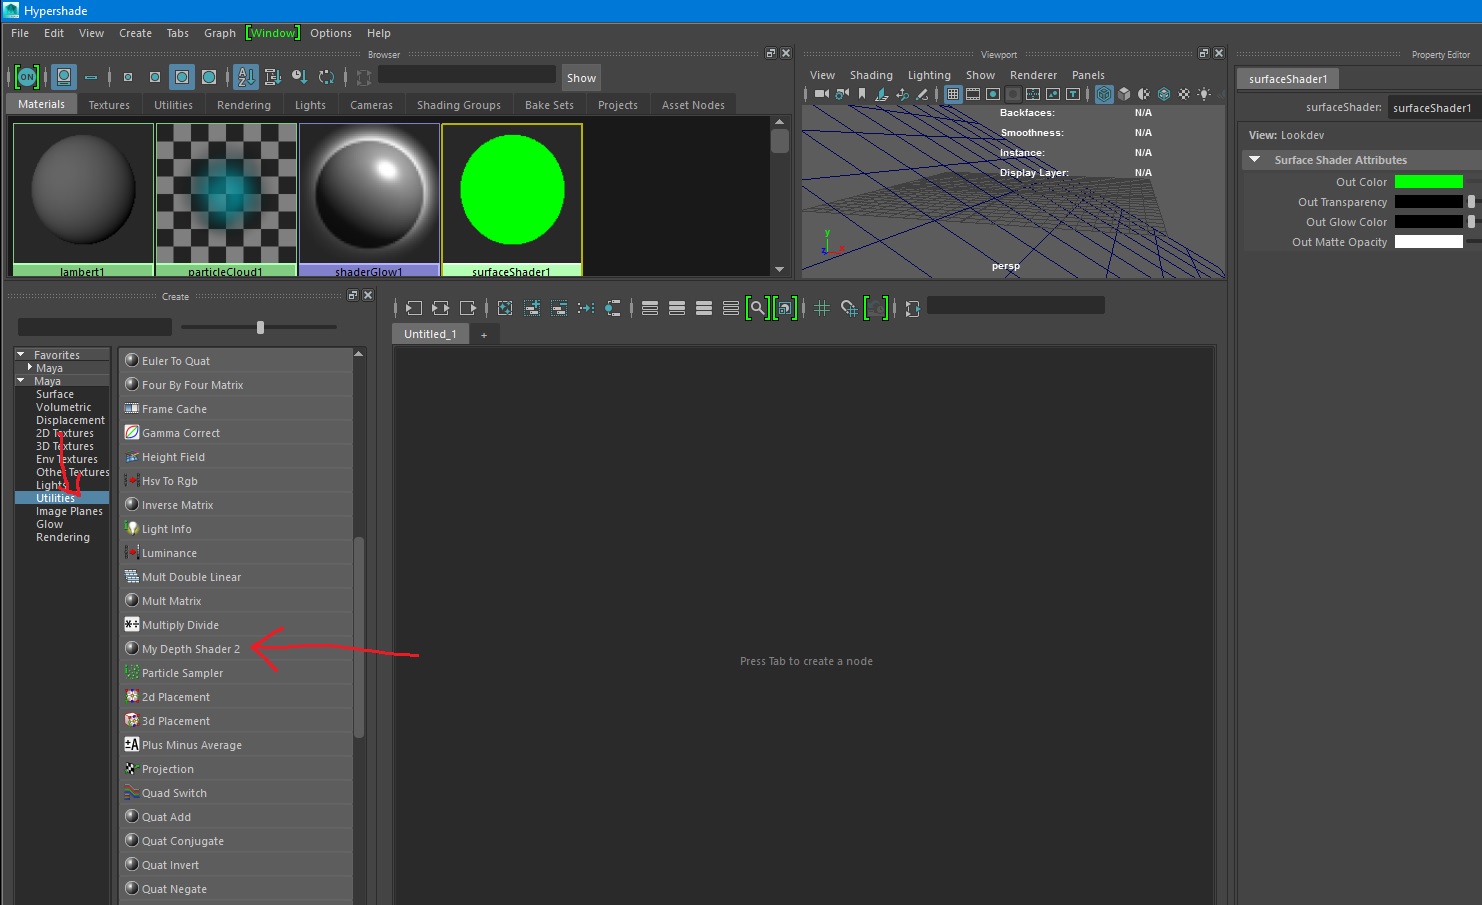 Hypershade
File Edit View Create Tabs Graph [Window] Options Help
Browser
ON
Show
Materials Textures Utilities Rendering Lights Cameras Shading Groups Bake Sets Projects Asset Nodes
lambert1 particleCloud1 shaderGlow1 surfaceShader1
Viewport
View Shading Lighting Show Renderer Panels
Backfaces: N/A
Smoothness: N/A
Instance: N/A
Display Layer: N/A
y
z x
persp
Property Editor
surfaceShader1
surfaceShader: surfaceShader1
View: Lookdev
Surface Shader Attributes
Out Color
Out Transparency
Out Glow Color
Out Matte Opacity
Create
Favorites
Maya
Maya
Surface
Volumetric
Displacement
2D Textures
3D Textures
Env Textures
Other Textures
Lights
Utilities
Image Planes
Glow
Rendering
Euler To Quat
Four By Four Matrix
Frame Cache
Gamma Correct
Height Field
Hsv To Rgb
Inverse Matrix
Light Info
Luminance
Mult Double Linear
Mult Matrix
Multiply Divide
My Depth Shader 2
Particle Sampler
2d Placement
3d Placement
Plus Minus Average
Projection
Quad Switch
Quat Add
Quat Conjugate
Quat Invert
Quat Negate
Untitled_1 +
Press Tab to create a node